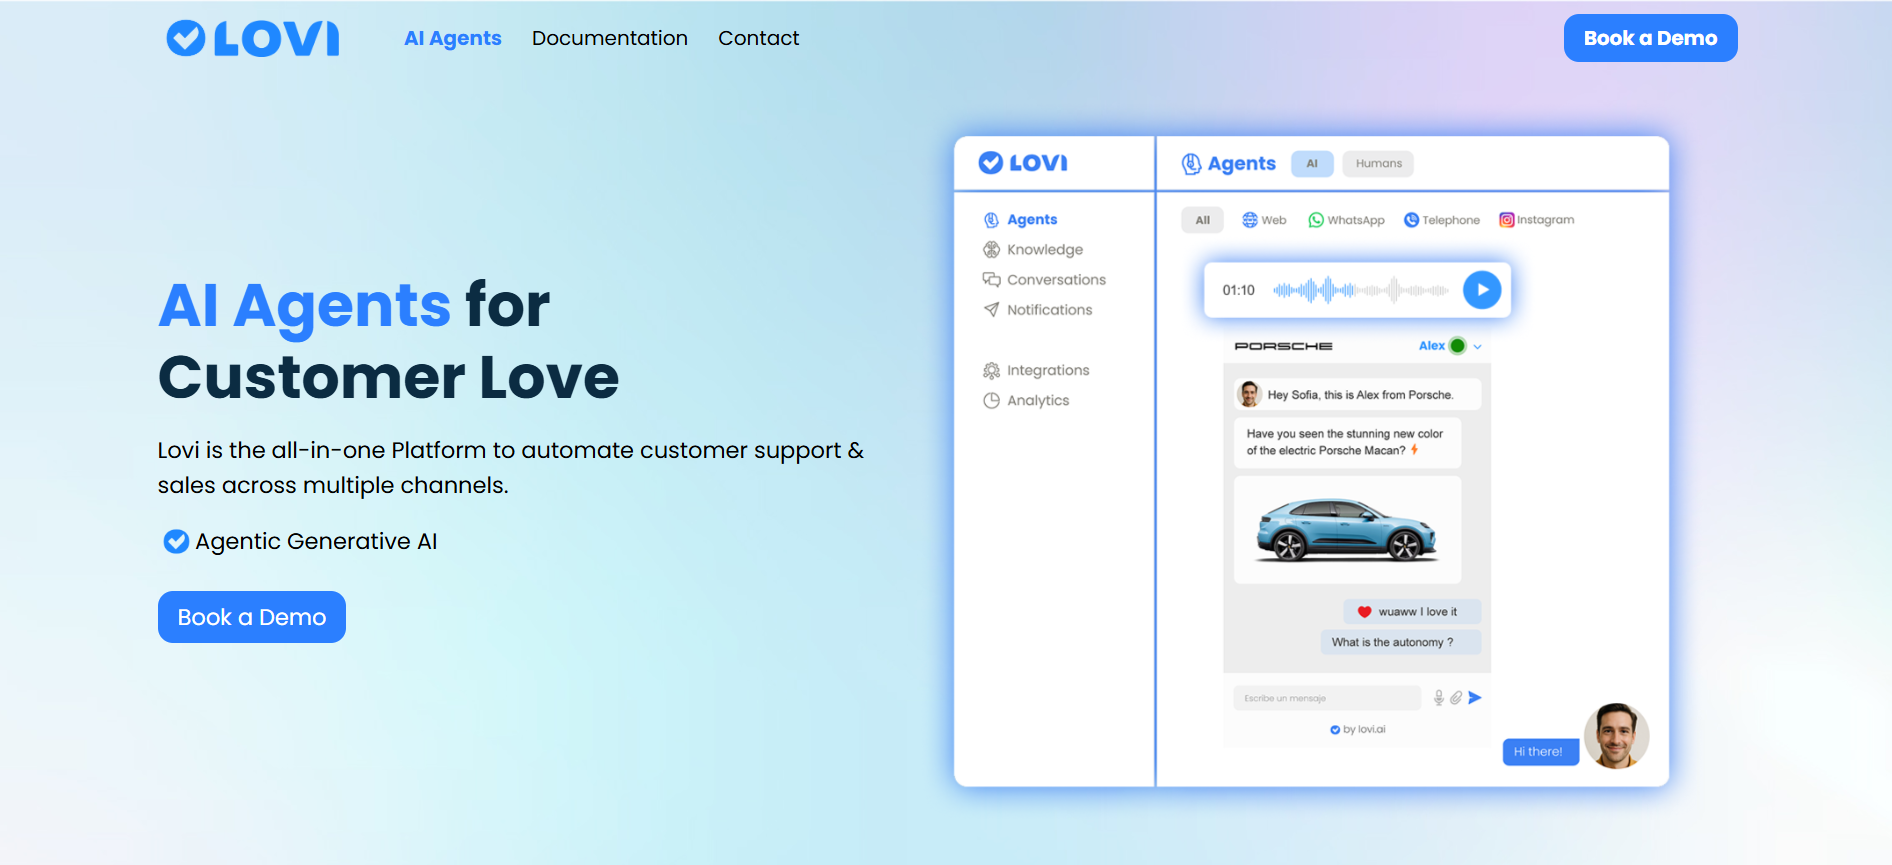 LOVI
AI Agents
Documentation
Contact
Book a Demo
AI Agents for
Customer Love
Lovi is the all-in-one Platform to automate customer support &
sales across multiple channels.
Agentic Generative AI
Book a Demo
LOVI
Agents
Knowledge
Conversations
Notifications
Integrations
Analytics
Agents
AI
Humans
All
Web
WhatsApp
Telephone
Instagram
01:10
PORSCHE
Alex
Hey Sofia, this is Alex from Porsche.
Have you seen the stunning new color
of the electric Porsche Macan?
wuaww I love it
What is the autonomy ?
Escribe un mensaje
by lovi.ai
Hi there!